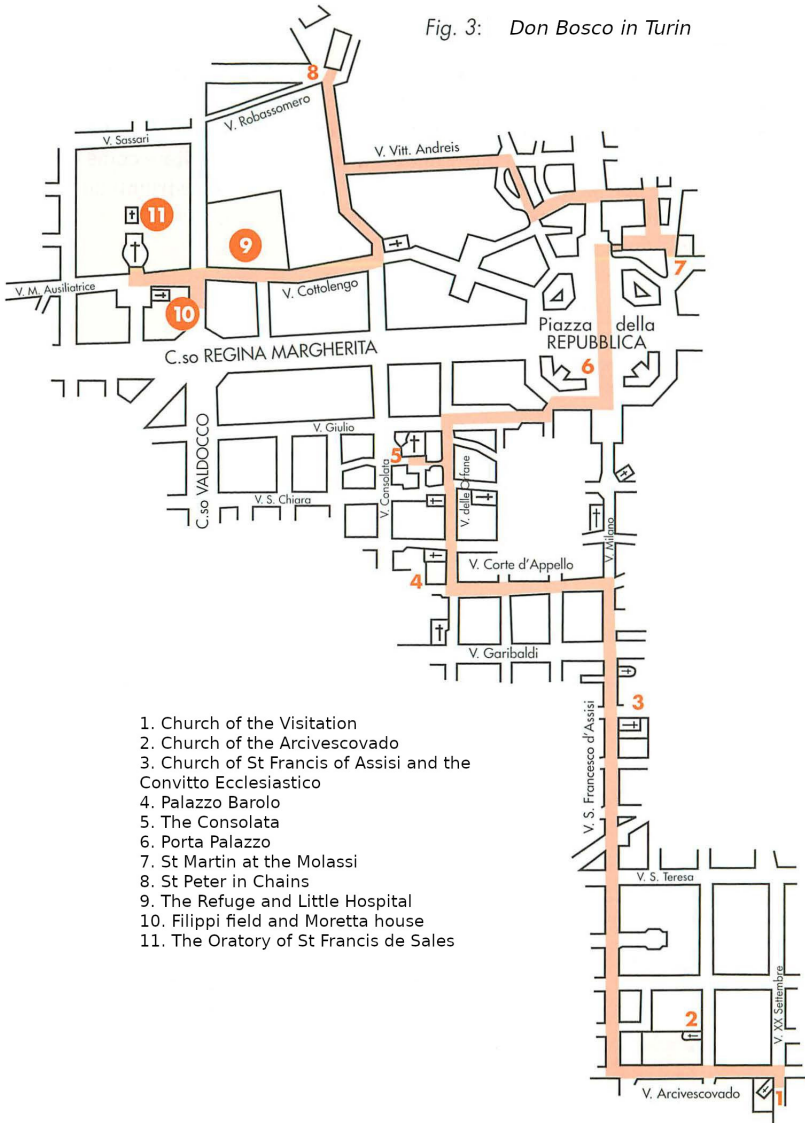 Fig. 3: Don Bosco in Turin
8
V. Robassomero
V. Sassari
V. Vitt. Andreis
11
9
7
V. M. Ausiliatrice
V. Cottolengo
10
Piazza della
REPUBBLICA
C.so REGINA MARGHERITA
6
V. Giulio
C.so VALDOCCO
5
V. Consolata
V. delle Orfane
V. S. Chiara
V. Milano
V. Corte d'Appello
4
V. Garibaldi
3
V. S. Francesco d'Assisi
1. Church of the Visitation
2. Church of the Arcivescovado
3. Church of St Francis of Assisi and the
Convitto Ecclesiastico
4. Palazzo Barolo
5. The Consolata
6. Porta Palazzo
7. St Martin at the Molassi
8. St Peter in Chains
9. The Refuge and Little Hospital
10. Filippi field and Moretta house
11. The Oratory of St Francis de Sales
V. S. Teresa
V. XX Settembre
2
V. Arcivescovado
1